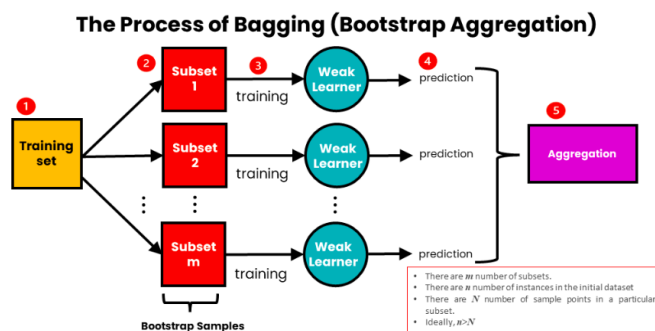 The Process of Bagging (Bootstrap Aggregation)
1
Training
set
2
Subset
1
3
training
Weak
Learner
4
prediction
Subset
2
training
Weak
Learner
prediction
Subset
m
training
Weak
Learner
prediction
Bootstrap Samples
5
Aggregation
• There are m number of subsets.
• There are n number of instances in the initial dataset
• There are N number of sample points in a particular
subset.
• Ideally, n>N